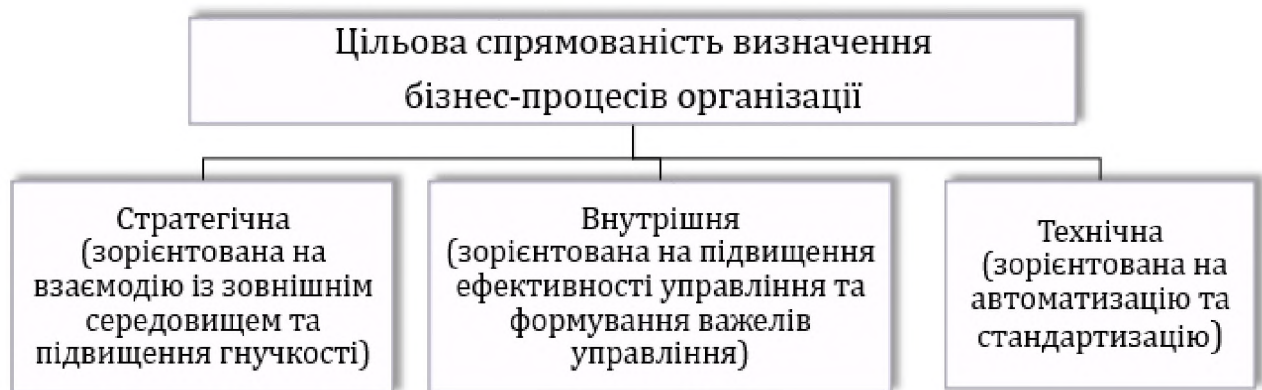 Цільова спрямованість визначення
бізнес-процесів організації
Стратегічна
(зорієнтована на
взаємодію із зовнішнім
середовищем та
підвищення гнучкості)
Внутрішня
(зорієнтована на підвищення
ефективності управління та
формування важелів
управління)
Технічна
(зорієнтована на
автоматизацію та
стандартизацію)